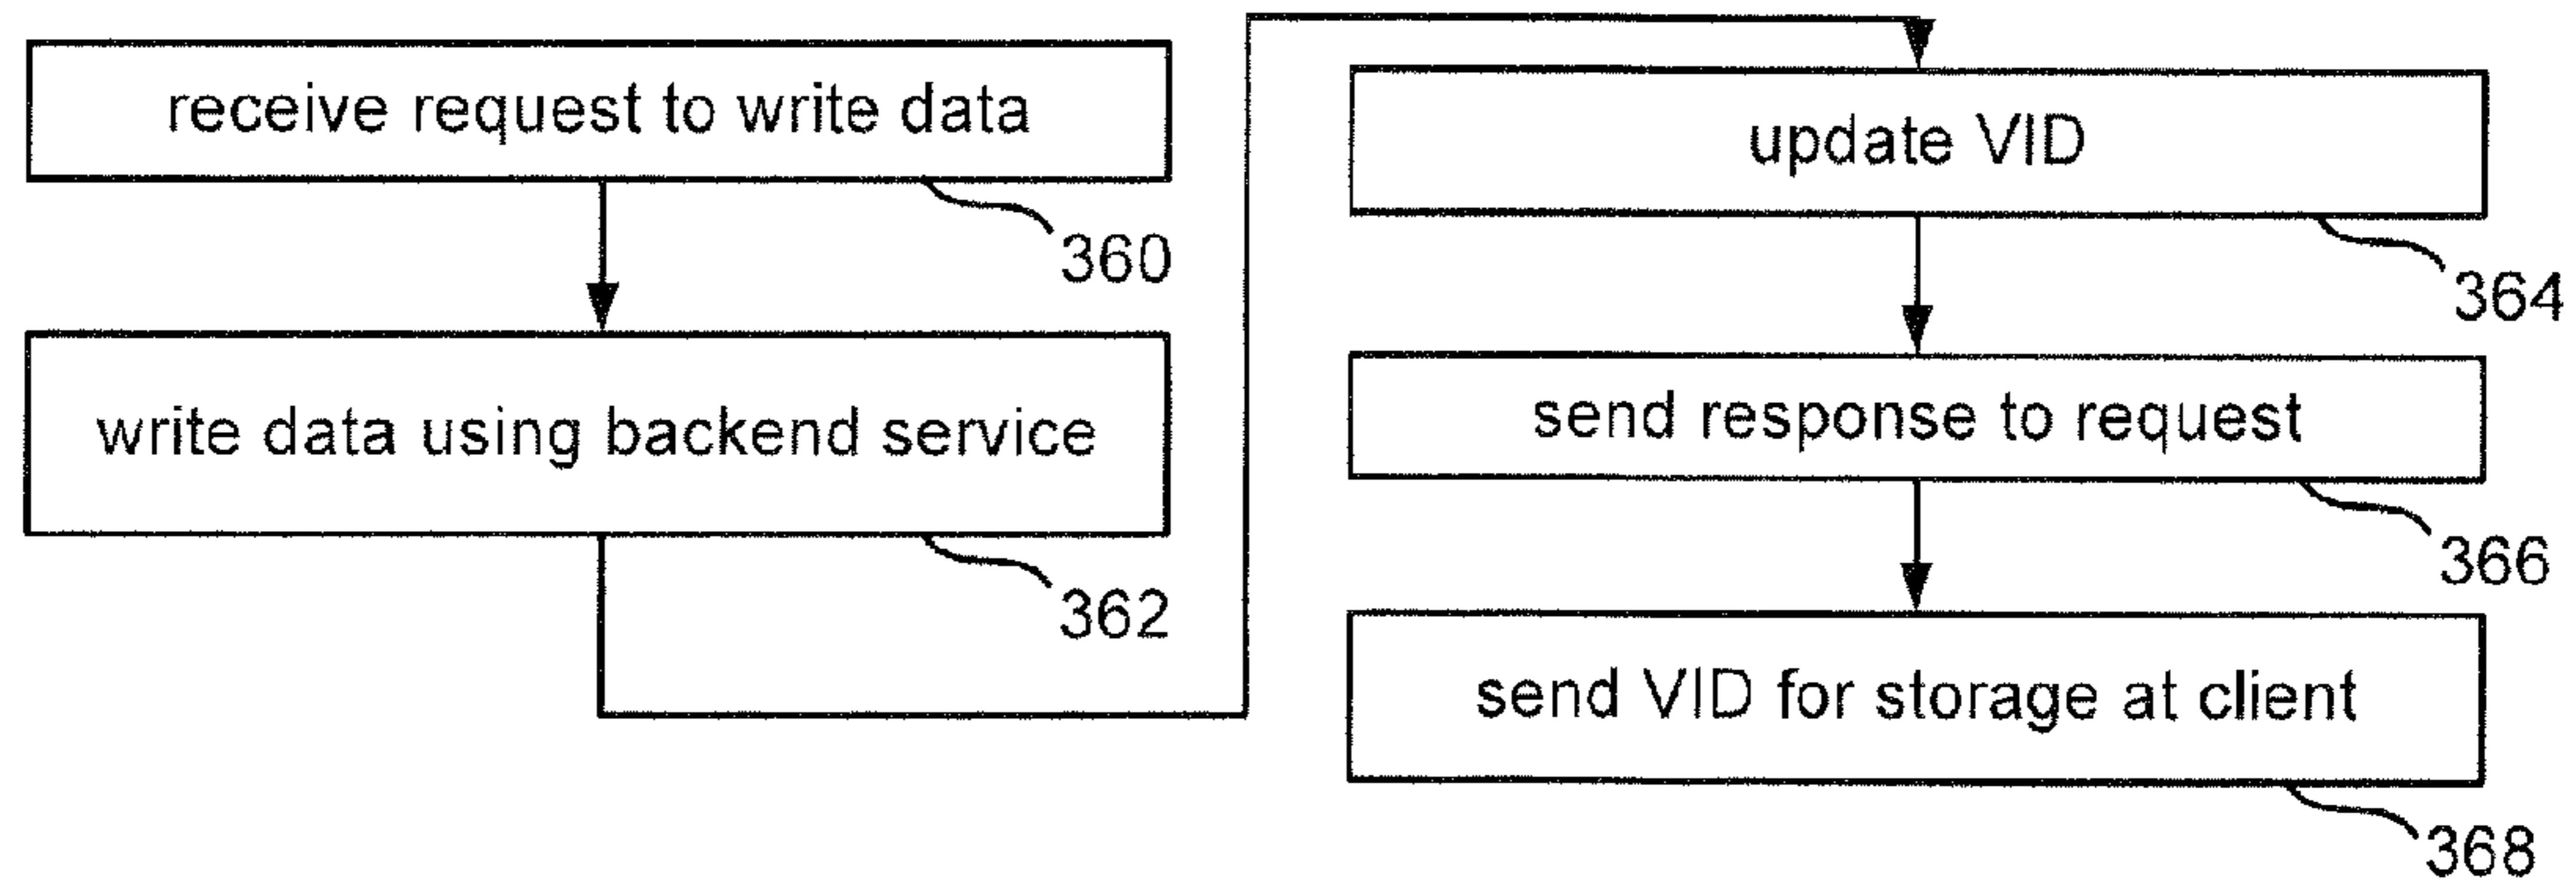 receive request to write data
360
write data using backend service
362
update VID
364
send response to request
366
send VID for storage at client
368